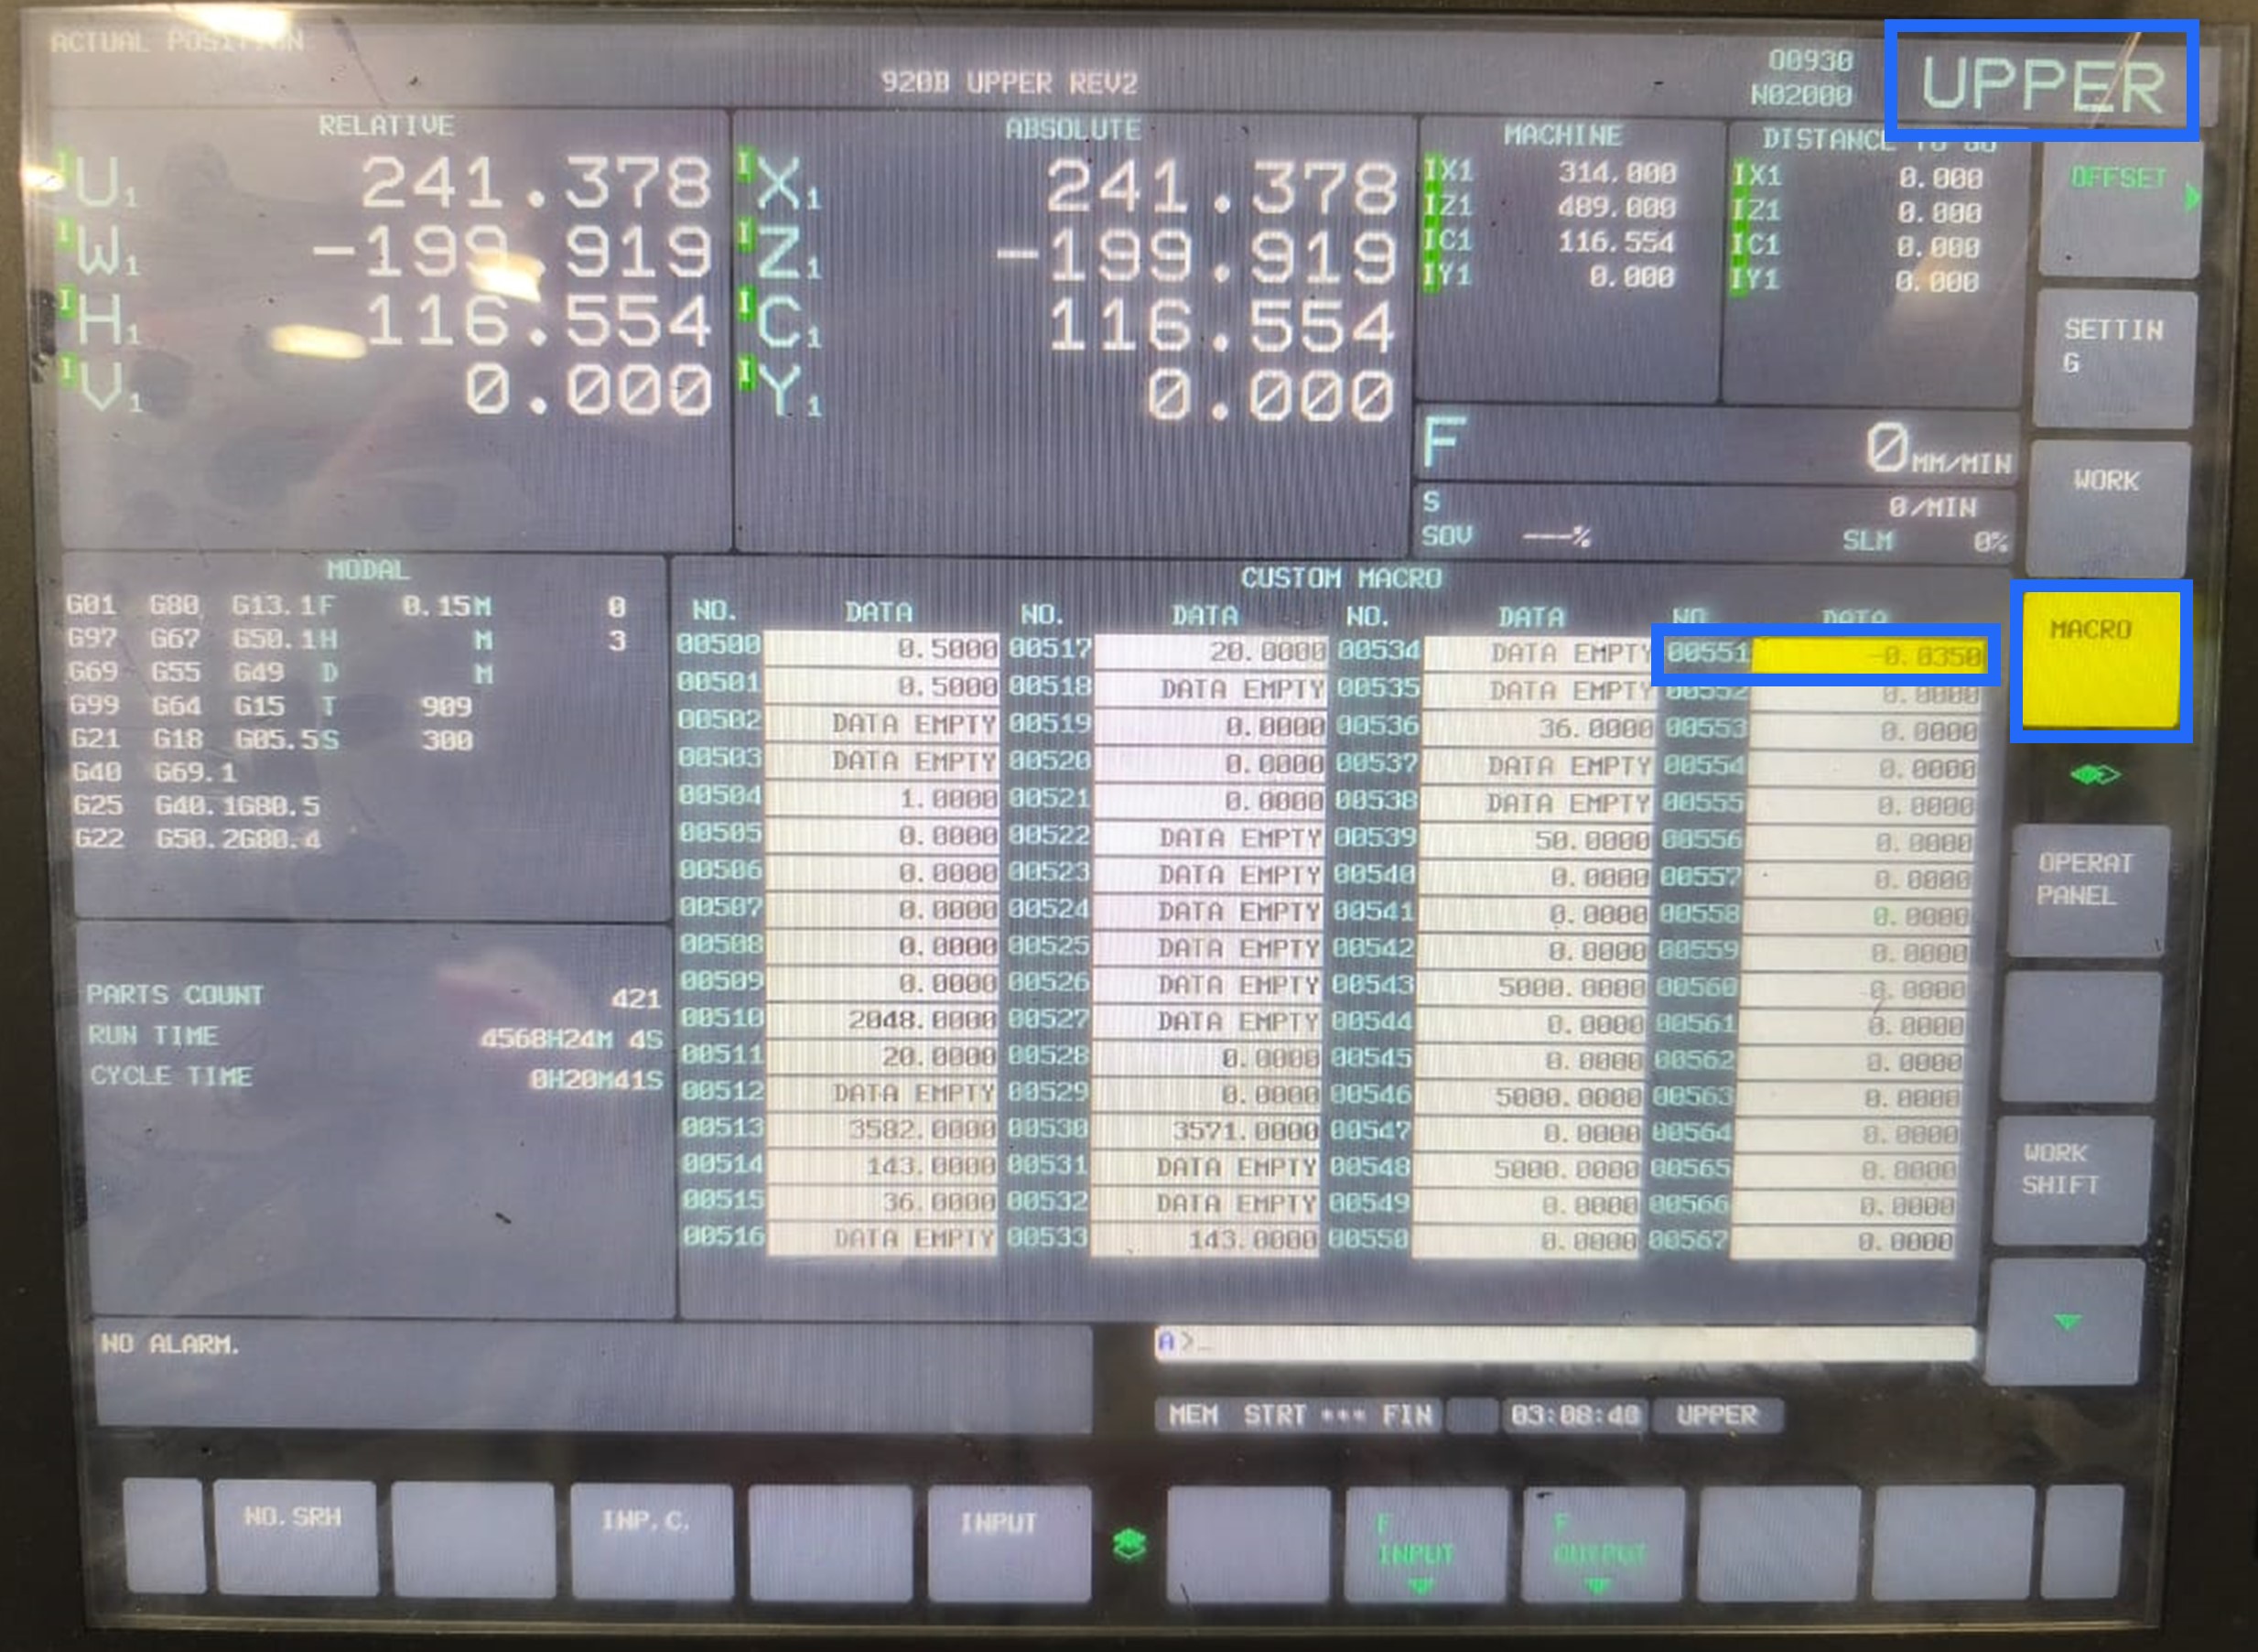 ACTUAL POSITION
920B UPPER REV2
O0930
N02000
UPPER
RELATIVE
I U1 241.378
I W1 -199.919
I H1 116.554
I V1 0.000
ABSOLUTE
I X1 241.378
I Z1 -199.919
I C1 116.554
I Y1 0.000
MACHINE
IX1 314.000
IZ1 489.000
IC1 116.554
IY1 0.000
DISTANCE TO GO
IX1 0.000
IZ1 0.000
IC1 0.000
IY1 0.000
F 0 MM/MIN
S 0/MIN
SOV ---% SLM 0%
OFFSET
SETTIN
G
WORK
MACRO
OPERAT
PANEL
WORK
SHIFT
MODAL
G01 G80 G13.1 F 0.15 M 0
G97 G67 G50.1 H M 3
G69 G55 G49 D M
G99 G64 G15 T 909
G21 G18 G05.5 S 300
G40 G69.1
G25 G40.1 G80.5
G22 G50.2 G80.4
PARTS COUNT 421
RUN TIME 4568H24M 4S
CYCLE TIME 0H20M41S
CUSTOM MACRO
NO. DATA NO. DATA NO. DATA NO. DATA
00500 0.5000 00517 20.0000 00534 DATA EMPTY 00551 -0.0350
00501 0.5000 00518 DATA EMPTY 00535 DATA EMPTY 00552 0.0000
00502 DATA EMPTY 00519 0.0000 00536 36.0000 00553 0.0000
00503 DATA EMPTY 00520 0.0000 00537 DATA EMPTY 00554 0.0000
00504 1.0000 00521 0.0000 00538 DATA EMPTY 00555 0.0000
00505 0.0000 00522 DATA EMPTY 00539 50.0000 00556 0.0000
00506 0.0000 00523 DATA EMPTY 00540 0.0000 00557 0.0000
00507 0.0000 00524 DATA EMPTY 00541 0.0000 00558 0.0000
00508 0.0000 00525 DATA EMPTY 00542 0.0000 00559 0.0000
00509 0.0000 00526 DATA EMPTY 00543 5000.0000 00560 0.0000
00510 2048.0000 00527 DATA EMPTY 00544 0.0000 00561 0.0000
00511 20.0000 00528 0.0000 00545 0.0000 00562 0.0000
00512 DATA EMPTY 00529 0.0000 00546 5000.0000 00563 0.0000
00513 3582.0000 00530 3571.0000 00547 0.0000 00564 0.0000
00514 143.0000 00531 DATA EMPTY 00548 5000.0000 00565 0.0000
00515 36.0000 00532 DATA EMPTY 00549 0.0000 00566 0.0000
00516 DATA EMPTY 00533 143.0000 00550 0.0000 00567 0.0000
NO ALARM.
A>_
MEM STRT *** FIN 03:08:40 UPPER
NO.SRH
INP.C.
INPUT
F
INPUT
F
OUTPUT